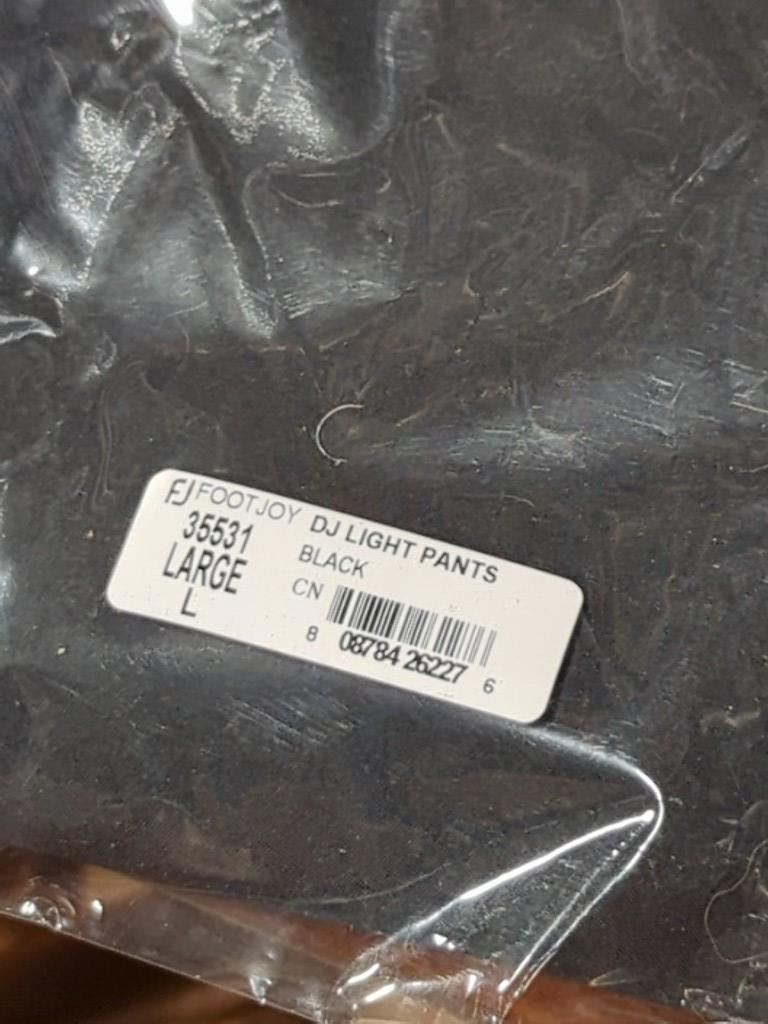 FJ FOOTJOY DJ LIGHT PANTS
35531 BLACK
LARGE CN
L 8 08784 26227 6